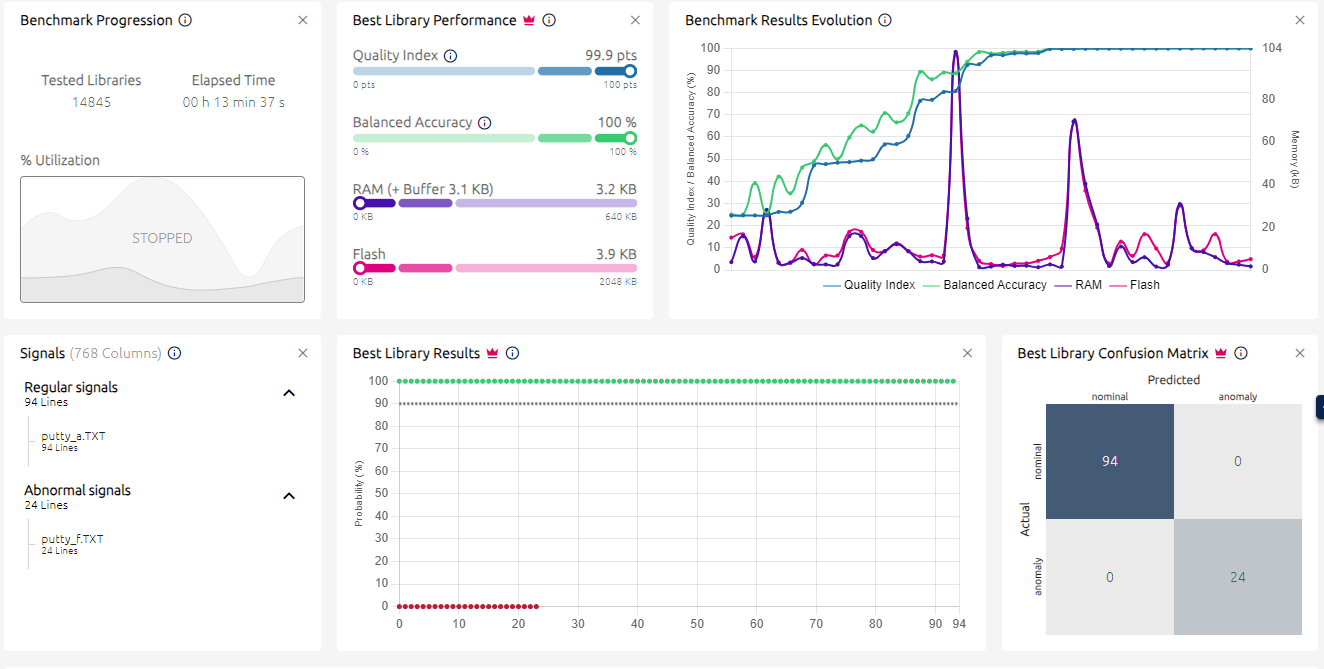 Benchmark Progression
Tested Libraries
14845
Elapsed Time
00 h 13 min 37 s
% Utilization
STOPPED
Best Library Performance
Quality Index
99.9 pts
0 pts
100 pts
Balanced Accuracy
100 %
0 %
100 %
RAM (+ Buffer 3.1 KB)
3.2 KB
0 KB
640 KB
Flash
3.9 KB
0 KB
2048 KB
Benchmark Results Evolution
Quality Index / Balanced Accuracy (%)
100
90
80
70
60
50
40
30
20
10
0
104
80
60
40
20
0
Memory (kB)
Quality Index
Balanced Accuracy
RAM
Flash
Signals (768 Columns)
Regular signals
94 Lines
putty_a.TXT
94 Lines
Abnormal signals
24 Lines
putty_f.TXT
24 Lines
Best Library Results
Probability (%)
100
90
80
70
60
50
40
30
20
10
0
0 10 20 30 40 50 60 70 80 90 94
Best Library Confusion Matrix
Predicted
nominal anomaly
Actual
nominal
94 0
anomaly
0 24